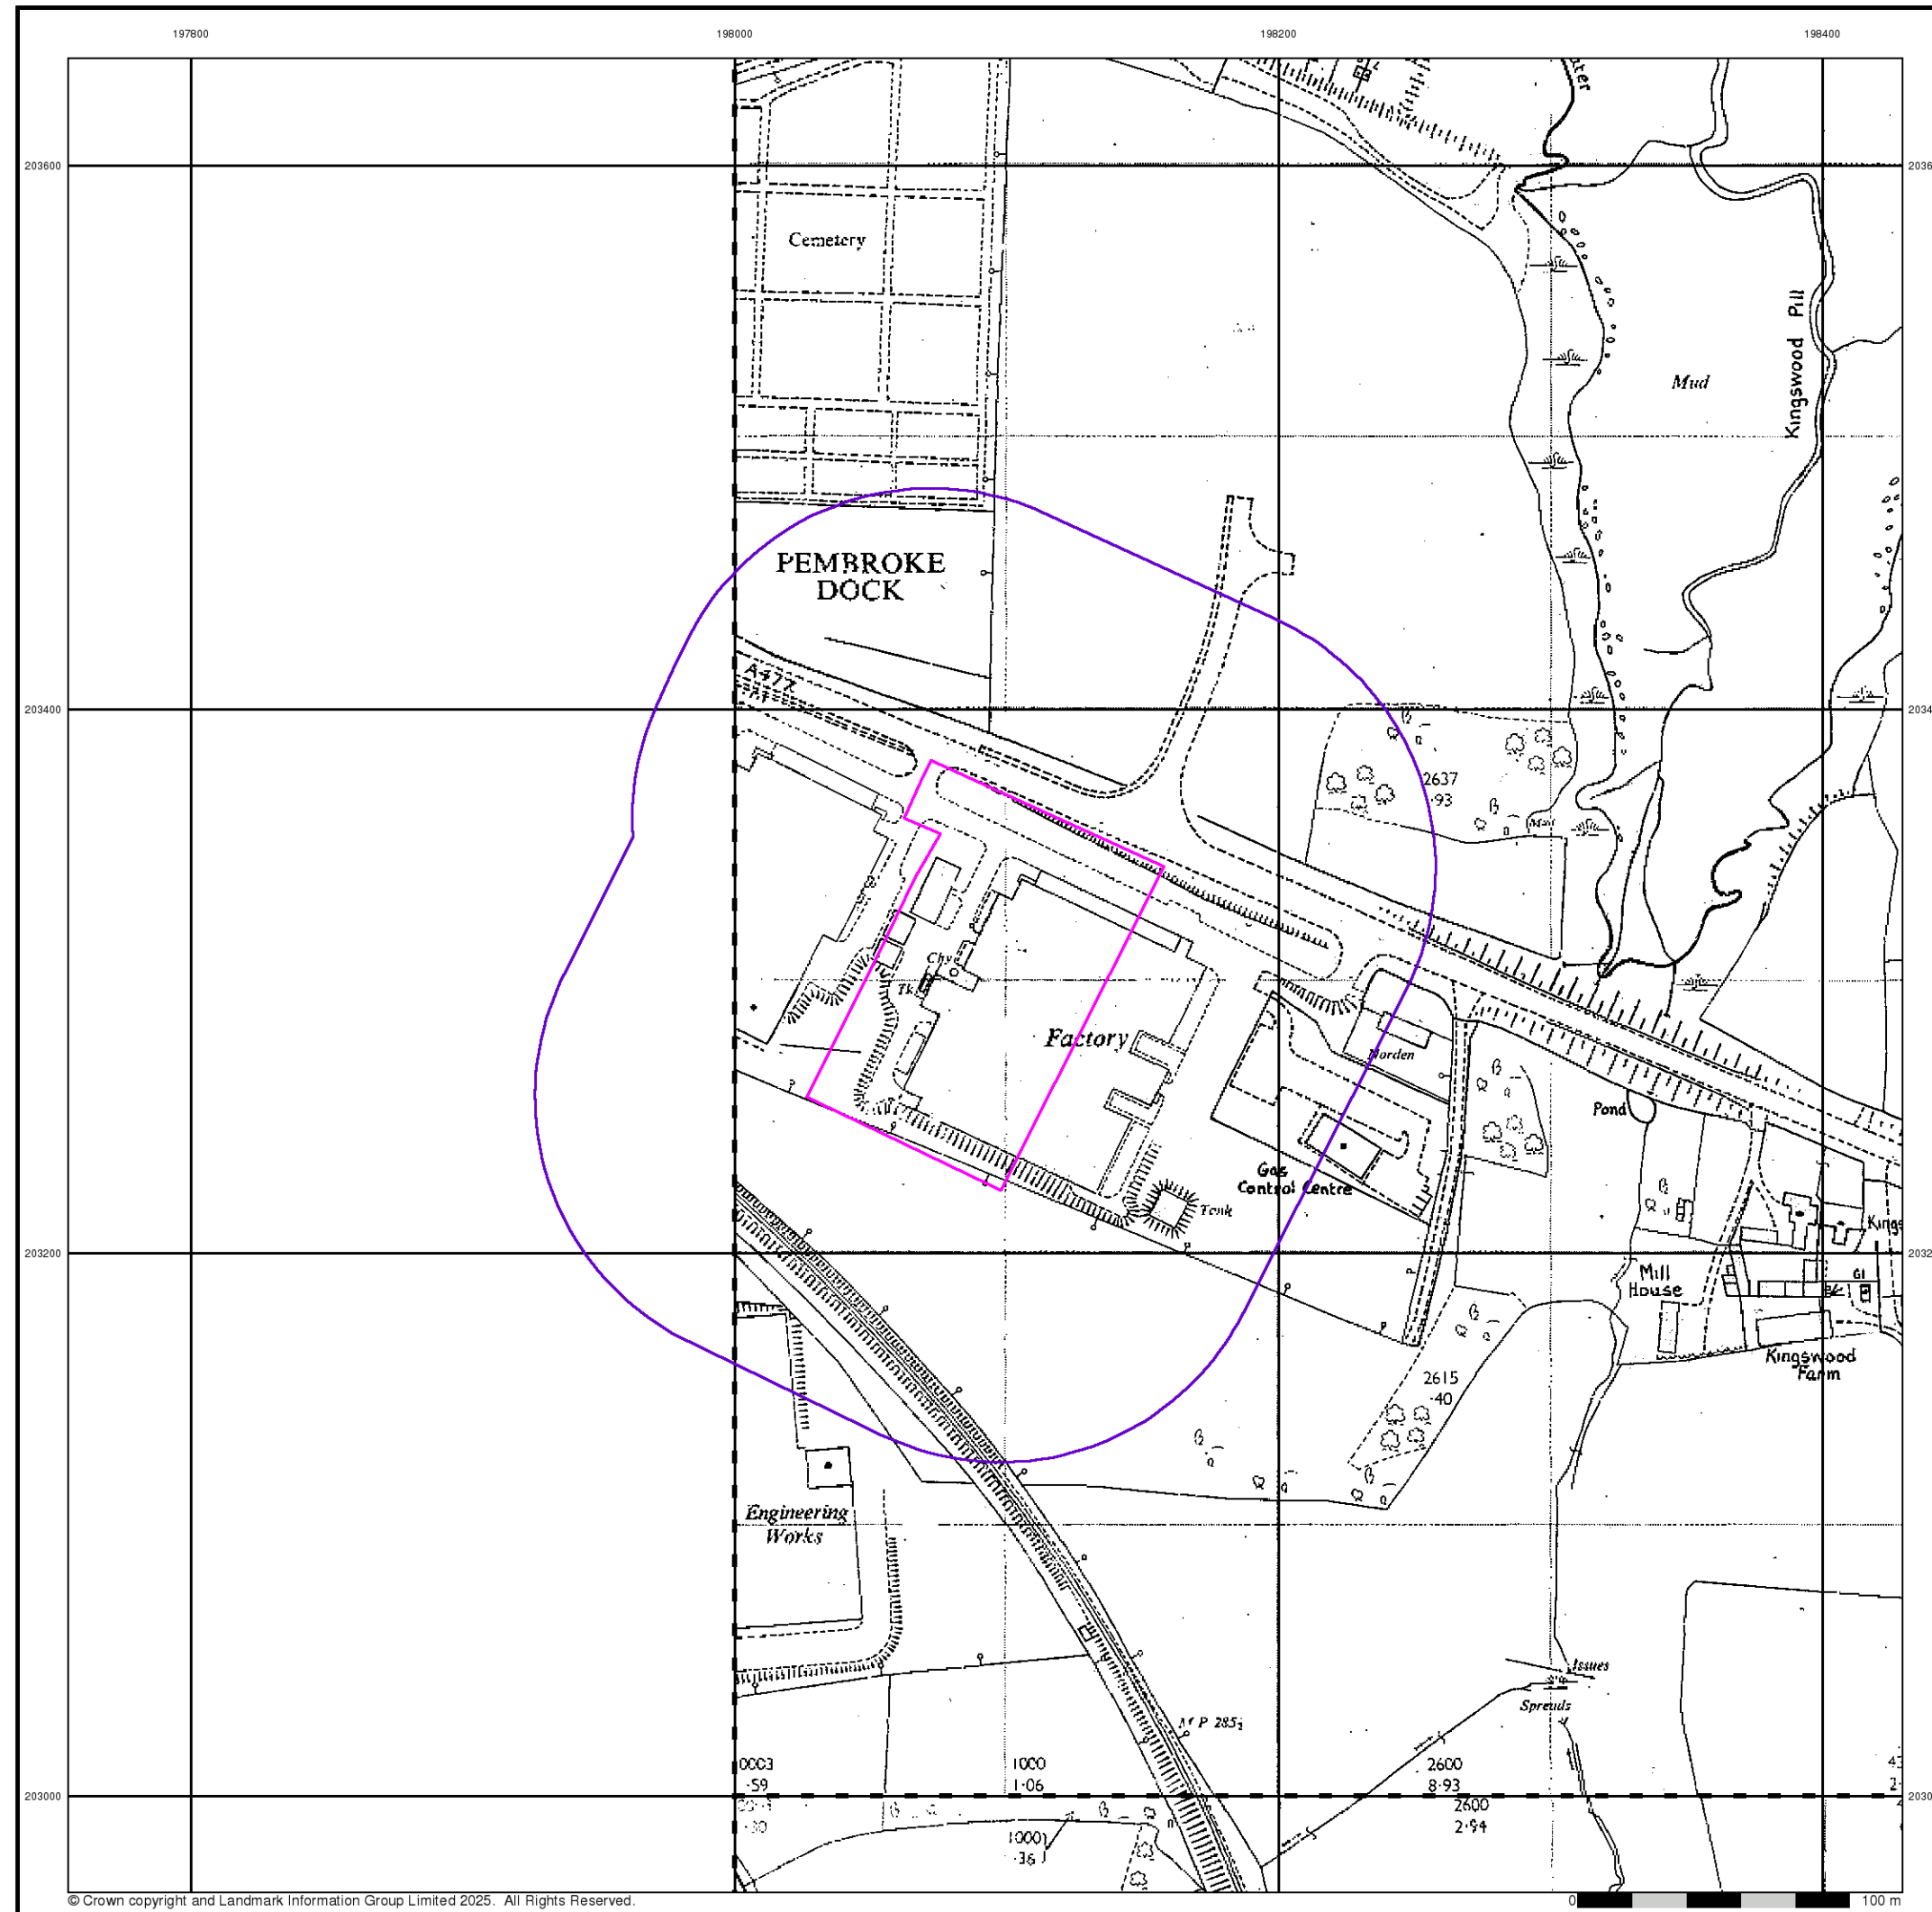 197800
198000
198200
198400
203600
Cemetery
Kingswood Pill
Mud
PEMBROKE
DOCK
A477
203400
2637
·93
Chy
Factory
Norden
Pond
Gas
Control Centre
Tank
203200
Mill
House
Kingswood
Farm
2615
·40
Engineering
Works
Issues
Spreads
M P 285½
0003
·59
1000
1·06
2600
8·93
203000
2600
2·94
1000
·36
© Crown copyright and Landmark Information Group Limited 2025. All Rights Reserved.
0
100 m